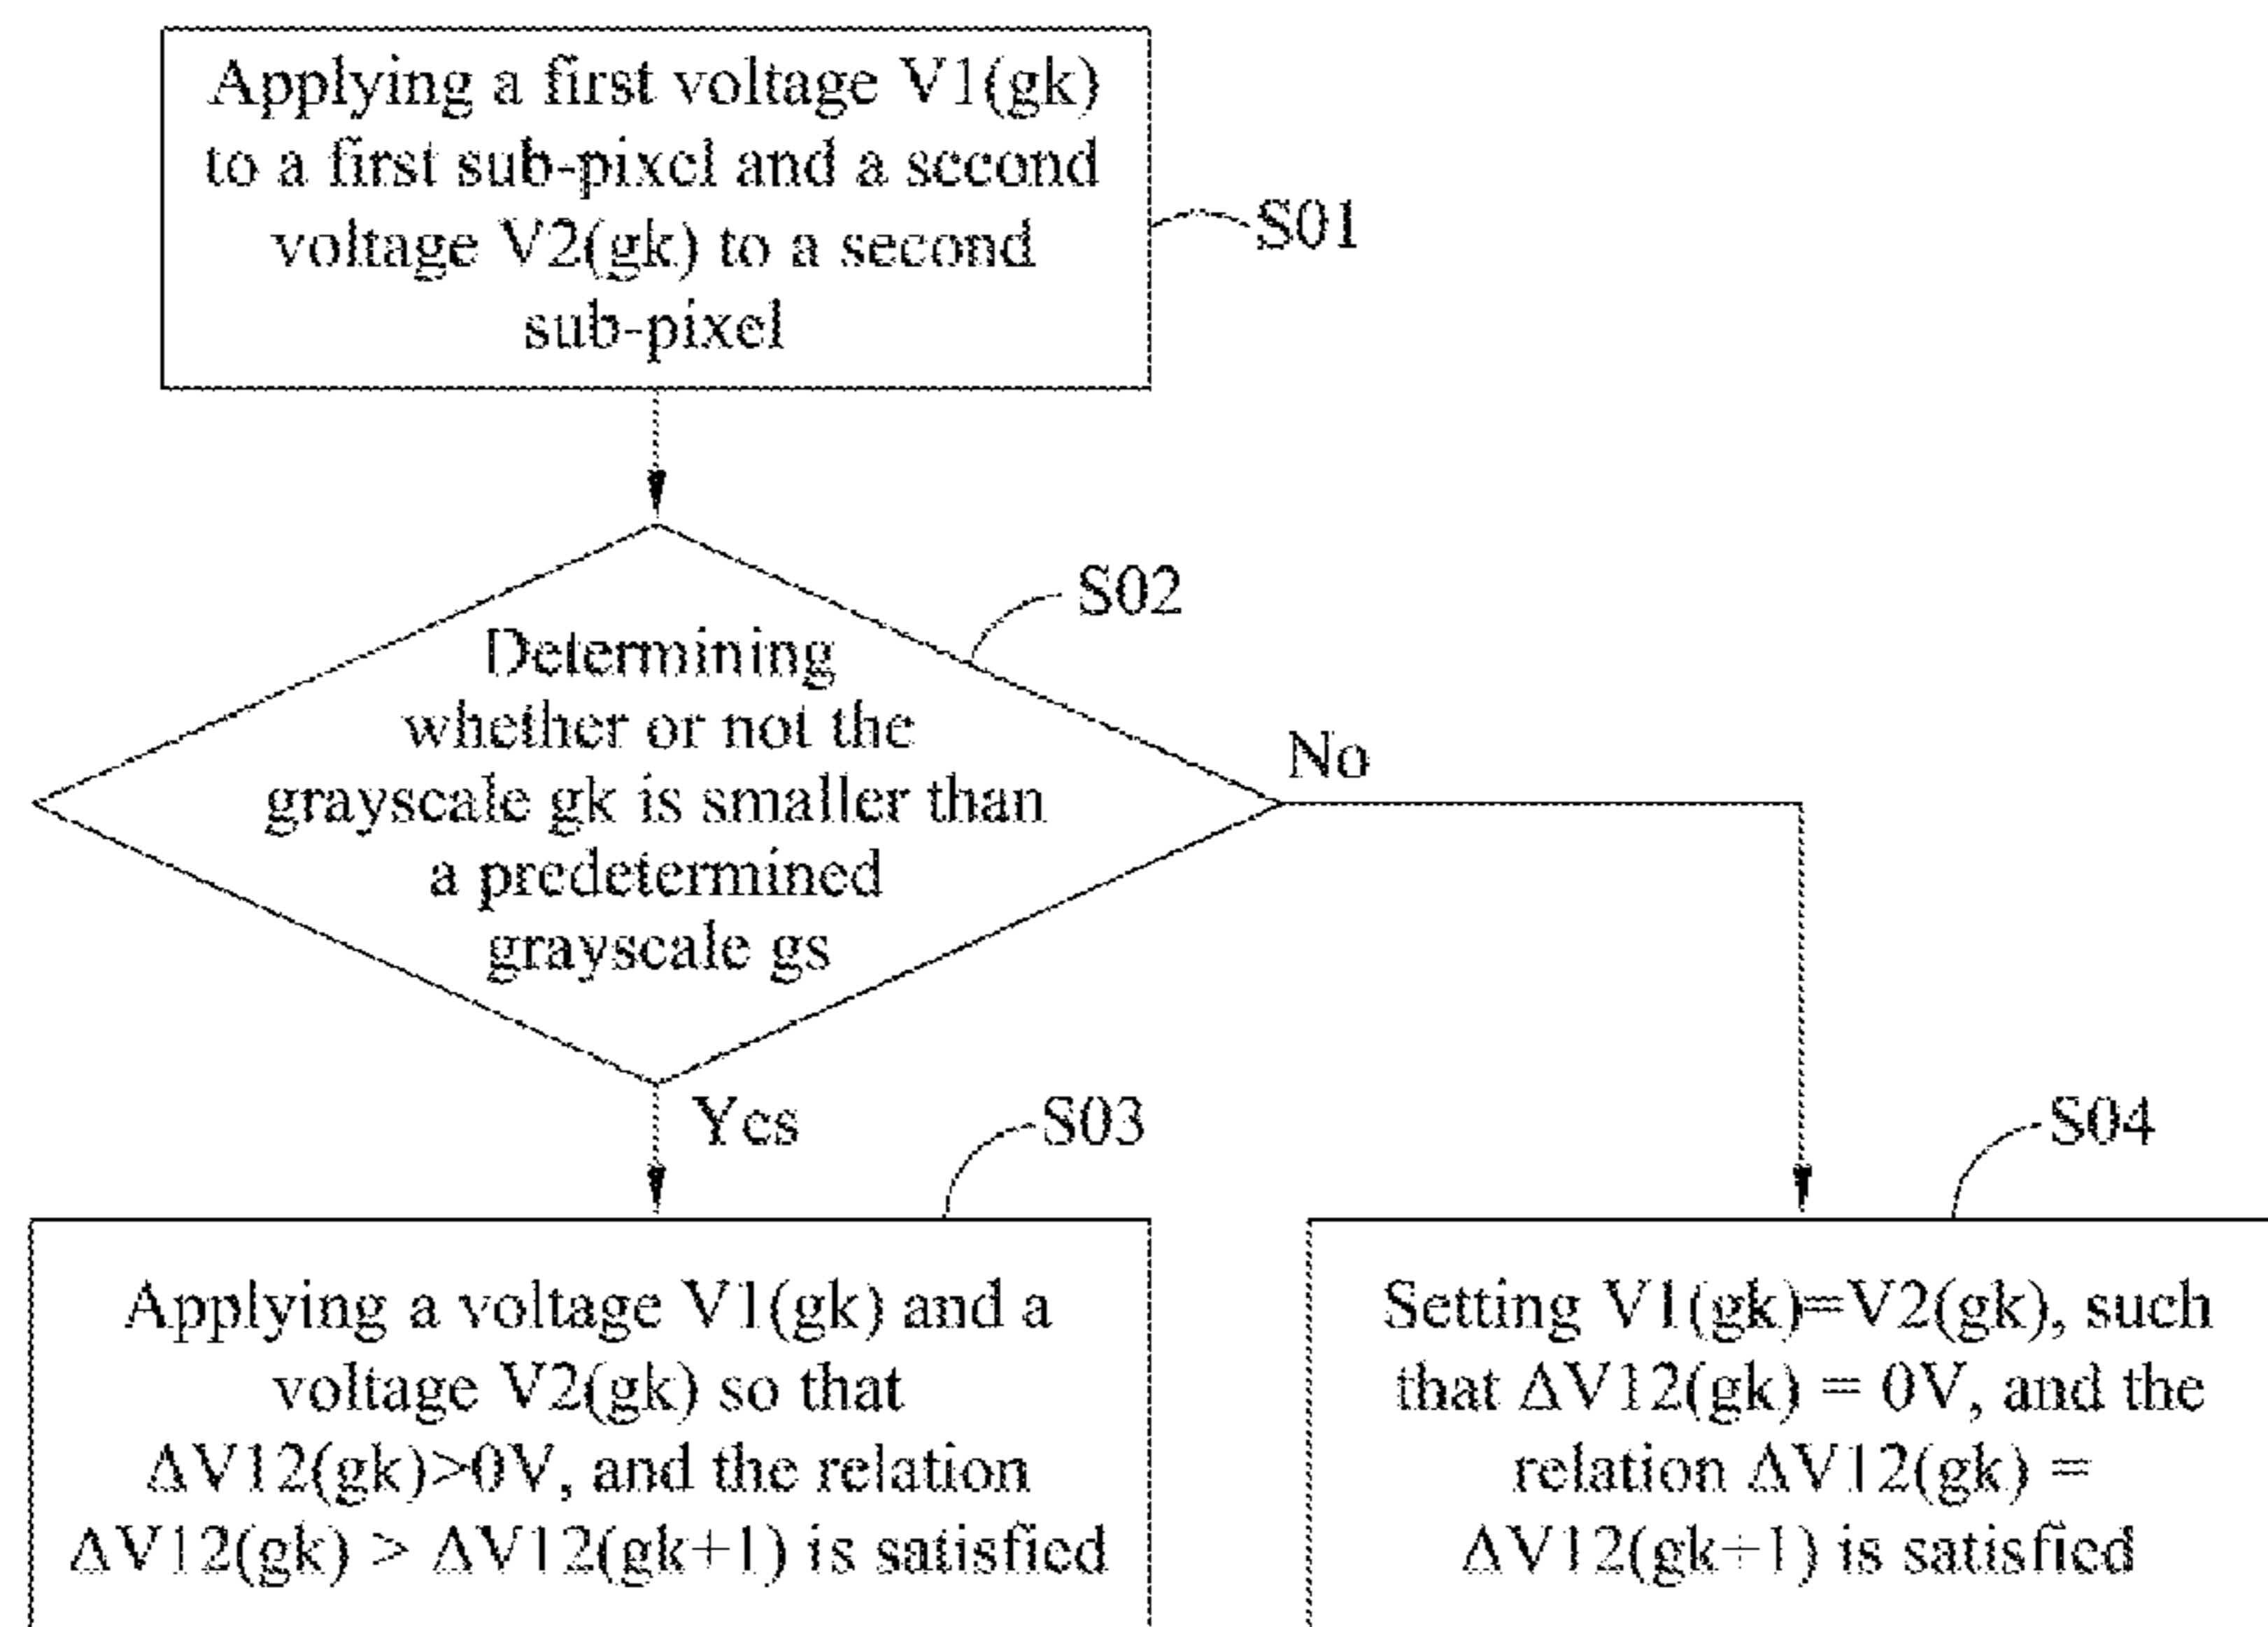 Applying a first voltage V1(gk)
to a first sub-pixel and a second
voltage V2(gk) to a second
sub-pixel
S01
S02
Determining
whether or not the
grayscale gk is smaller than
a predetermined
grayscale gs
No
Yes
S03
S04
Applying a voltage V1(gk) and a
voltage V2(gk) so that
ΔV12(gk)>0V, and the relation
ΔV12(gk) > ΔV12(gk+1) is satisfied
Setting V1(gk)=V2(gk), such
that ΔV12(gk) = 0V, and the
relation ΔV12(gk) =
ΔV12(gk+1) is satisfied